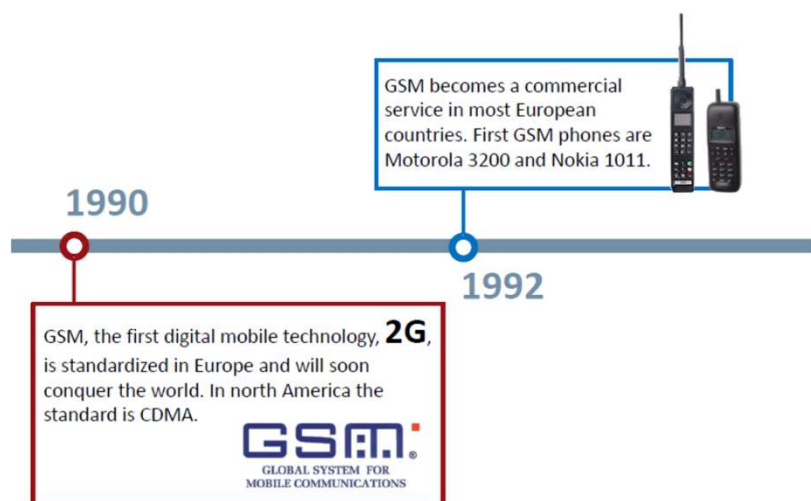 1990
GSM, the first digital mobile technology, 2G,
is standardized in Europe and will soon
conquer the world. In north America the
standard is CDMA.
GSM®
GLOBAL SYSTEM FOR
MOBILE COMMUNICATIONS
GSM becomes a commercial
service in most European
countries. First GSM phones are
Motorola 3200 and Nokia 1011.
1992